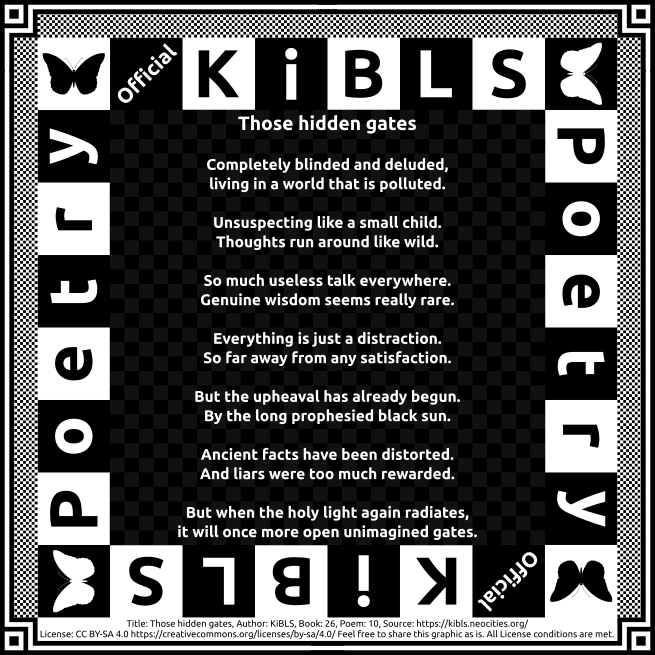 Official
KiBLS
Poetry
Poetry
Those hidden gates
Completely blinded and deluded,
living in a world that is polluted.
Unsuspecting like a small child.
Thoughts run around like wild.
So much useless talk everywhere.
Genuine wisdom seems really rare.
Everything is just a distraction.
So far away from any satisfaction.
But the upheaval has already begun.
By the long prophesied black sun.
Ancient facts have been distorted.
And liars were too much rewarded.
But when the holy light again radiates,
it will once more open unimagined gates.
KiBLS
Official
Title: Those hidden gates, Author: KiBLS, Book: 26, Poem: 10, Source: https://kibls.neocities.org/
License: CC BY-SA 4.0 https://creativecommons.org/licenses/by-sa/4.0/ Feel free to share this graphic as is. All License conditions are met.